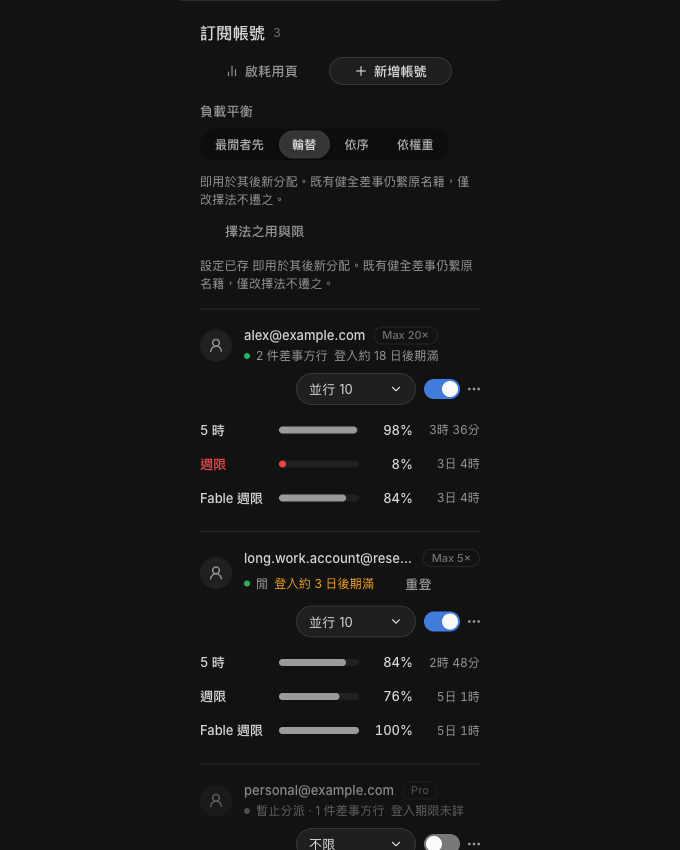 訂閱帳號 3
啟耗用頁 新增帳號
負載平衡
最閒者先 輪替 依序 依權重
即用於其後新分配。既有健全差事仍繫原名籍，僅
改擇法不遷之。
擇法之用與限
設定已存 即用於其後新分配。既有健全差事仍繫原
名籍，僅改擇法不遷之。
alex@example.com Max 20×
2 件差事方行 登入約 18 日後期滿
並行 10
5 時 98% 3時 36分
週限 8% 3日 4時
Fable 週限 84% 3日 4時
long.work.account@rese... Max 5×
閒 登入約 3 日後期滿 重登
並行 10
5 時 84% 2時 48分
週限 76% 5日 1時
Fable 週限 100% 5日 1時
personal@example.com Pro
暫止分派 · 1 件差事方行 登入期限未詳
不限